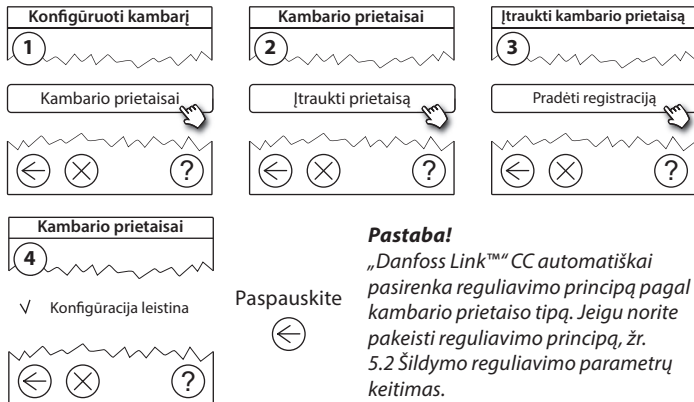 Konfigūruoti kambarį
1
Kambario prietaisai
?
Kambario prietaisai
2
Įtraukti prietaisą
?
Įtraukti kambario prietaisą
3
Pradėti registraciją
?
Kambario prietaisai
4
√ Konfigūracija leistina
?
Paspauskite
Pastaba!
„Danfoss Link™“ CC automatiškai
pasirenka reguliavimo principą pagal
kambario prietaiso tipą. Jeigu norite
pakeisti reguliavimo principą, žr.
5.2 Šildymo reguliavimo parametrų
keitimas.